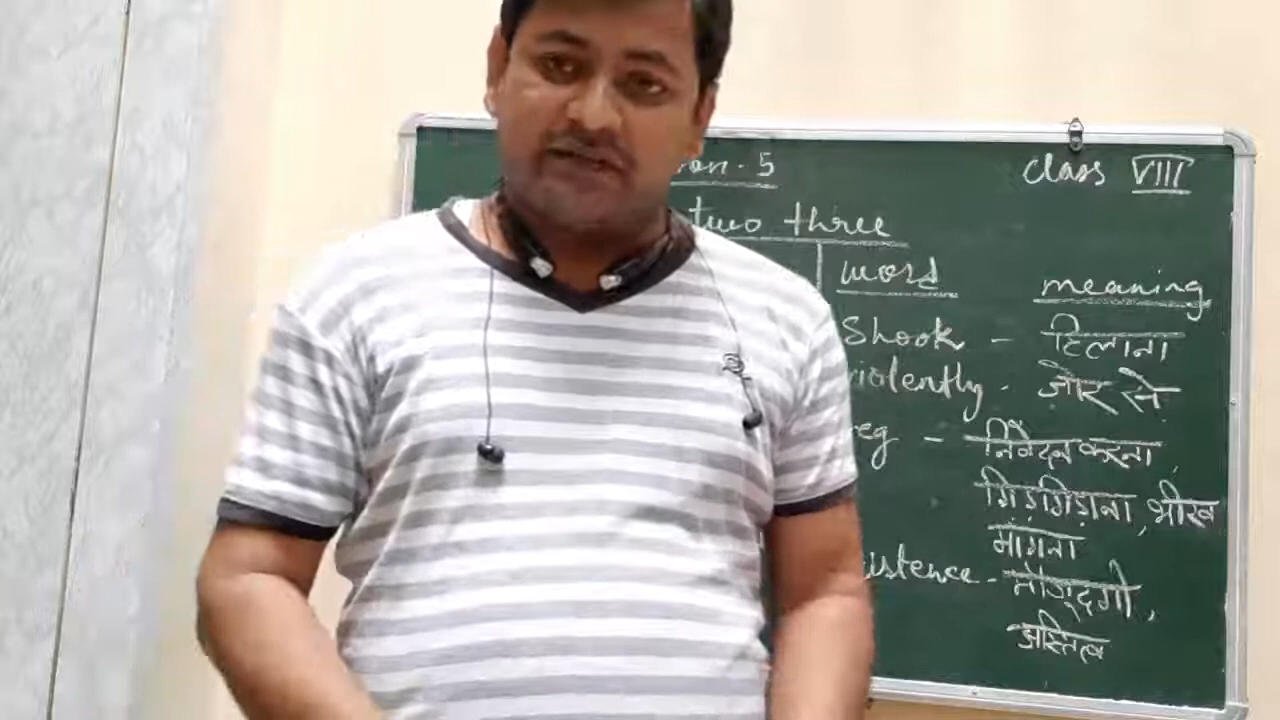 on - 5
Class VIII
two three
word meaning
Shook - हिलाना
violently - जोर से
eg - निवेदन करना,
गिड़गिड़ाना, भीख
मांगना
istence - मौजूदगी,
अस्तित्व